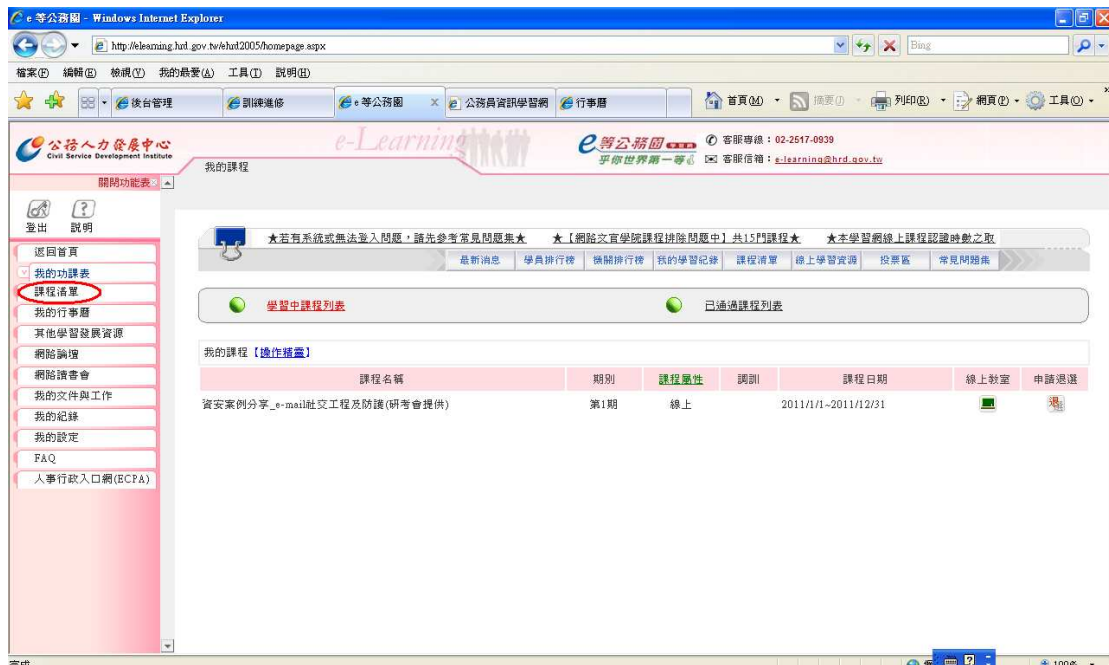 e 等公務園 - Windows Internet Explorer
http://elearning.hrd.gov.tw/ehrd2005/homepage.aspx
Bing
檔案(F) 編輯(E) 檢視(V) 我的最愛(A) 工具(T) 說明(H)
後台管理 訓練進修 e 等公務園 X 公務員資訊學習網 行事曆 首頁(M) 摘要(J) 列印(R) 網頁(P) 工具(O)
公務人力發展中心
Civil Service Development Institute
e-Learning
e等公務園
乎你世界第一等
客服專線：02-2517-0939
客服信箱：e-learning@hrd.gov.tw
我的課程
關閉功能表
登出 說明
返回首頁
我的功課表
課程清單
我的行事曆
其他學習發展資源
網路論壇
網路讀書會
我的文件與工作
我的紀錄
我的設定
FAQ
人事行政入口網(ECPA)
★若有系統或無法登入問題，請先參考常見問題集★ ★【網路文官學院課程排除問題中】共15門課程★ ★本學習網線上課程認證時數之取
最新消息 學員排行榜 機關排行榜 我的學習記錄 課程清單 線上學習資源 投票區 常見問題集
學習中課程列表 已通過課程列表
我的課程【操作精靈】
課程名稱 期別 課程屬性 調訓 課程日期 線上教室 申請退選
資安案例分享_e-mail社交工程及防護(研考會提供) 第1期 線上 2011/1/1~2011/12/31 退
完成 100%